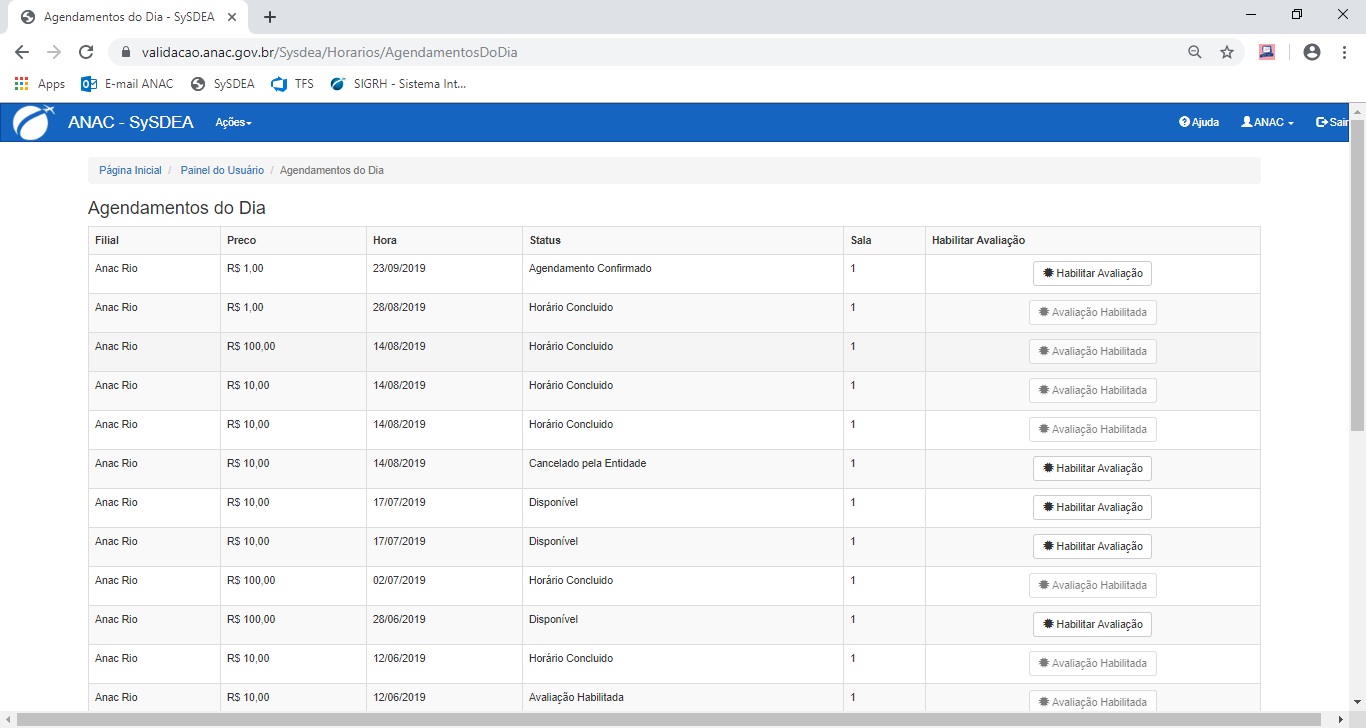 Agendamentos do Dia - SySDEA
validacao.anac.gov.br/Sysdea/Horarios/AgendamentosDoDia
Apps E-mail ANAC SySDEA TFS SIGRH - Sistema Int...
ANAC - SySDEA Ações Ajuda ANAC Sair
Página Inicial / Painel do Usuário / Agendamentos do Dia
Agendamentos do Dia
Filial Preco Hora Status Sala Habilitar Avaliação
Anac Rio R$ 1,00 23/09/2019 Agendamento Confirmado 1 Habilitar Avaliação
Anac Rio R$ 1,00 28/08/2019 Horário Concluido 1 Avaliação Habilitada
Anac Rio R$ 100,00 14/08/2019 Horário Concluido 1 Avaliação Habilitada
Anac Rio R$ 10,00 14/08/2019 Horário Concluido 1 Avaliação Habilitada
Anac Rio R$ 10,00 14/08/2019 Horário Concluido 1 Avaliação Habilitada
Anac Rio R$ 10,00 14/08/2019 Cancelado pela Entidade 1 Habilitar Avaliação
Anac Rio R$ 10,00 17/07/2019 Disponível 1 Habilitar Avaliação
Anac Rio R$ 10,00 17/07/2019 Disponível 1 Habilitar Avaliação
Anac Rio R$ 100,00 02/07/2019 Horário Concluido 1 Avaliação Habilitada
Anac Rio R$ 100,00 28/06/2019 Disponível 1 Habilitar Avaliação
Anac Rio R$ 10,00 12/06/2019 Horário Concluido 1 Avaliação Habilitada
Anac Rio R$ 10,00 12/06/2019 Avaliação Habilitada 1 Avaliação Habilitada